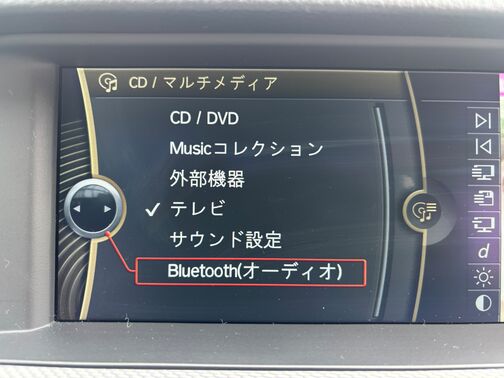 CD / マルチメディア
CD / DVD
Musicコレクション
外部機器
テレビ
サウンド設定
Bluetooth(オーディオ)
d